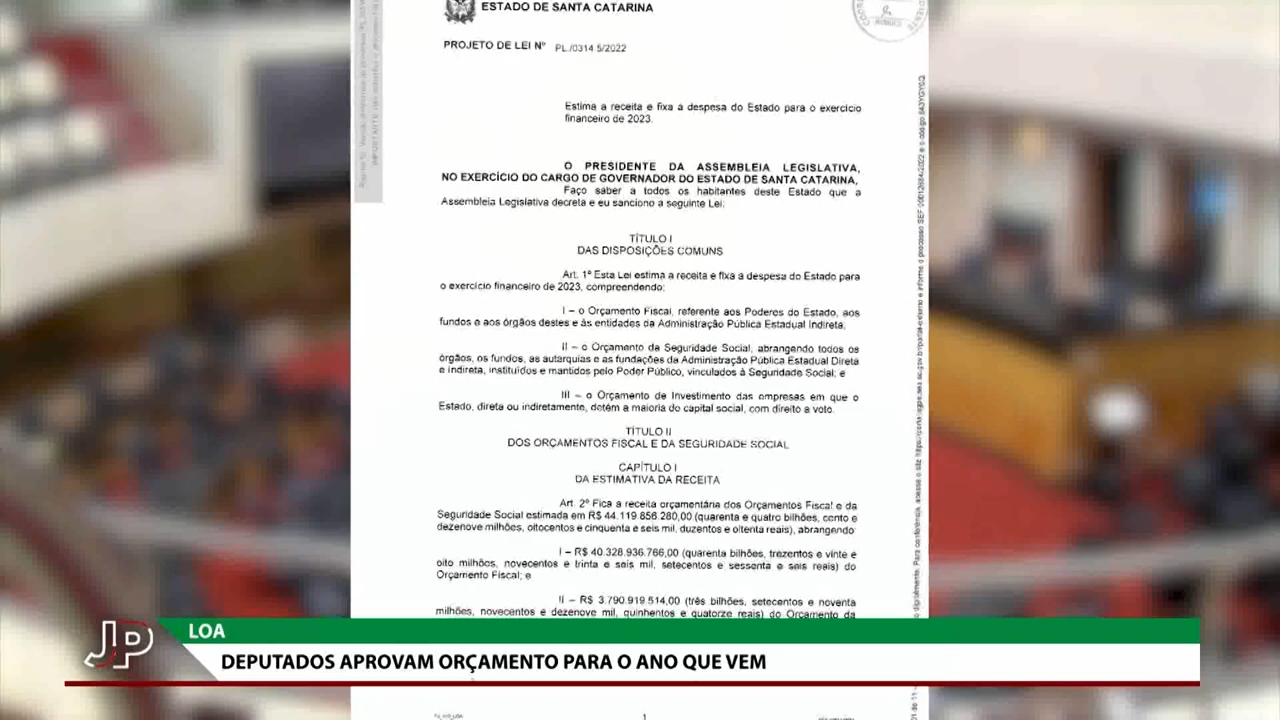 ESTADO DE SANTA CATARINA
PROJETO DE LEI Nº PL./0314.5/2022
Estima a receita e fixa a despesa do Estado para o exercício
financeiro de 2023.
O PRESIDENTE DA ASSEMBLEIA LEGISLATIVA,
NO EXERCÍCIO DO CARGO DE GOVERNADOR DO ESTADO DE SANTA CATARINA,
Faço saber a todos os habitantes deste Estado que a
Assembleia Legislativa decreta e eu sanciono a seguinte Lei:
TÍTULO I
DAS DISPOSIÇÕES COMUNS
Art. 1º Esta Lei estima a receita e fixa a despesa do Estado para
o exercício financeiro de 2023, compreendendo:
I – o Orçamento Fiscal, referente aos Poderes do Estado, aos
fundos e aos órgãos destes e às entidades da Administração Pública Estadual Indireta;
II – o Orçamento da Seguridade Social, abrangendo todos os
órgãos, os fundos, as autarquias e as fundações da Administração Pública Estadual Direta
e Indireta, instituídos e mantidos pelo Poder Público, vinculados à Seguridade Social; e
III – o Orçamento de Investimento das empresas em que o
Estado, direta ou indiretamente, detém a maioria do capital social, com direito a voto.
TÍTULO II
DOS ORÇAMENTOS FISCAL E DA SEGURIDADE SOCIAL
CAPÍTULO I
DA ESTIMATIVA DA RECEITA
Art. 2º Fica a receita orçamentária dos Orçamentos Fiscal e da
Seguridade Social estimada em R$ 44.119.856.280,00 (quarenta e quatro bilhões, cento e
dezenove milhões, oitocentos e cinquenta e seis mil, duzentos e oitenta reais), abrangendo
I – R$ 40.328.936.766,00 (quarenta bilhões, trezentos e vinte e
oito milhões, novecentos e trinta e seis mil, setecentos e sessenta e seis reais) do
Orçamento Fiscal; e
II – R$ 3.790.919.514,00 (três bilhões, setecentos e noventa
milhões, novecentos e dezenove mil, quinhentos e quatorze reais) do Orçamento da
JP
LOA
DEPUTADOS APROVAM ORÇAMENTO PARA O ANO QUE VEM
1